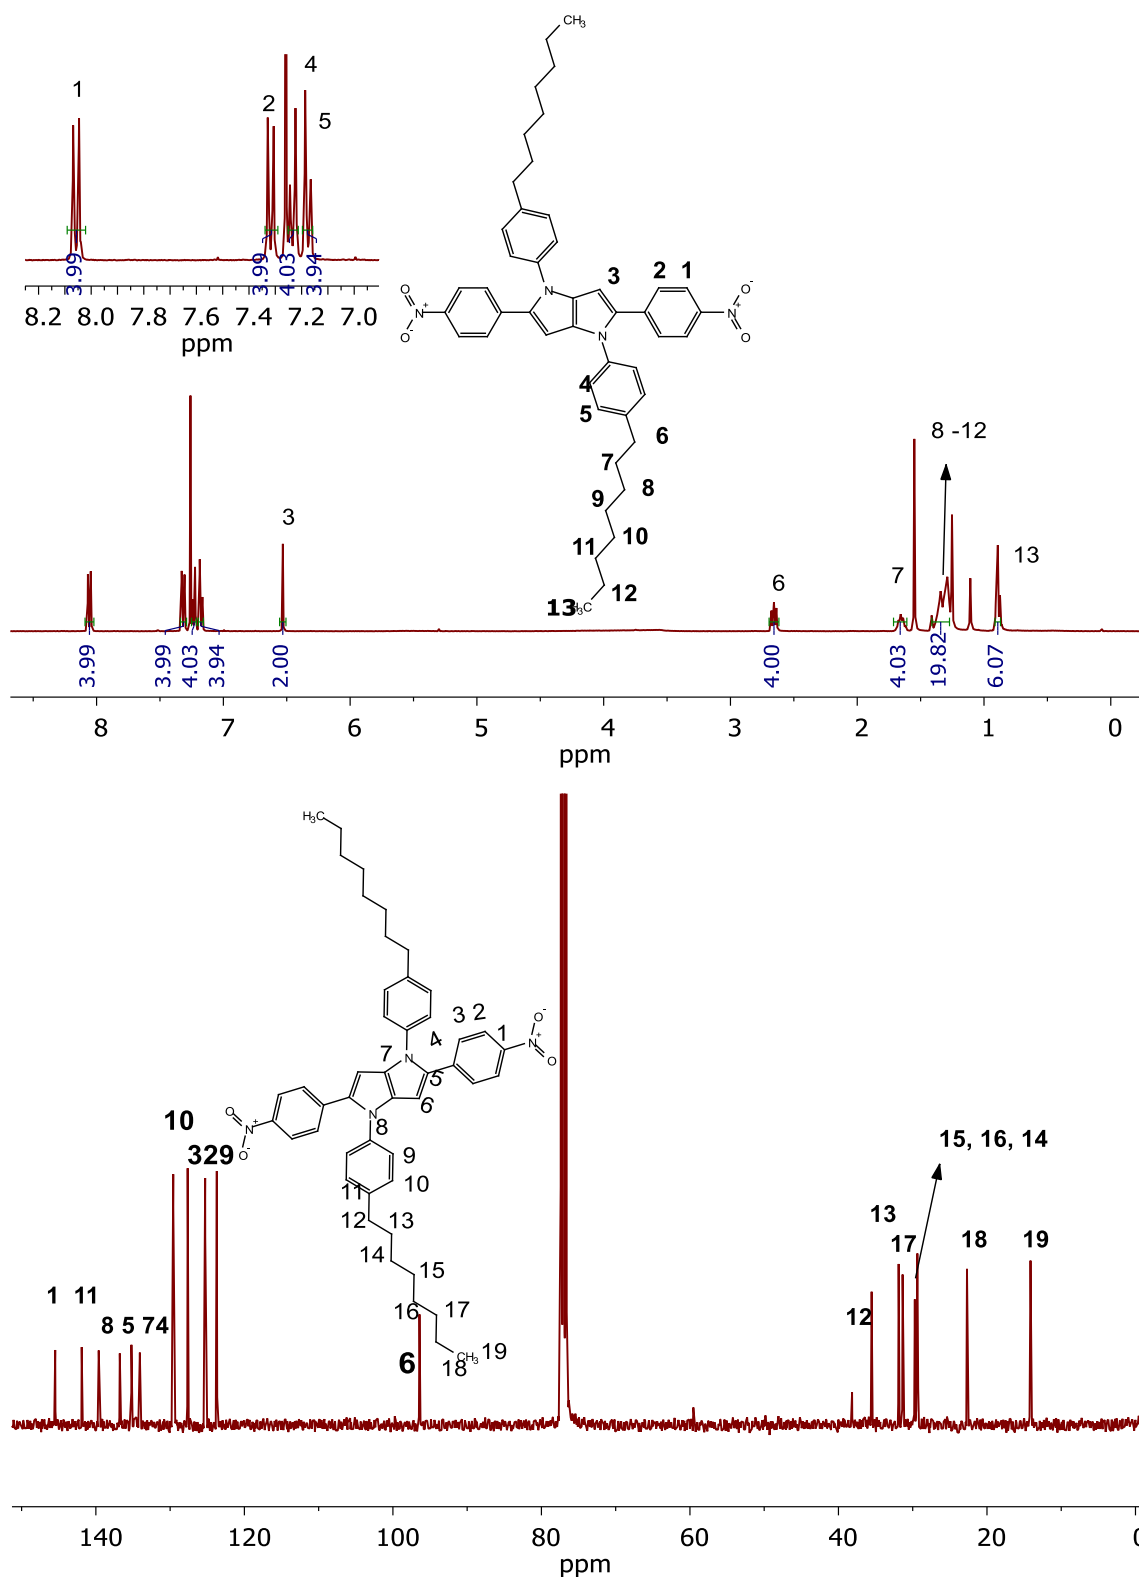 CH₃
1
2
4
5
3.99
3.99
4.03
3.94
8.2 8.0 7.8 7.6 7.4 7.2 7.0
ppm
3 2 1
N
N
O
N⁺
O⁻
O⁻
N⁺
O
4
5
6
7
8
9
10
11
12
13 H₃C
3
6
7
8 -12
13
3.99
3.99
4.03
3.94
2.00
4.00
4.03
19.82
6.07
8 7 6 5 4 3 2 1 0
ppm
H₃C
3 2
1
4
7
5
6
8
N
N
O⁻
N⁺
O
O
N⁺
O⁻
9
10
11
12 13
14
15
16 17
18 CH₃ 19
10
329
1 11
8 5 74
6
15, 16, 14
13
17
12
18
19
140 120 100 80 60 40 20 0
ppm